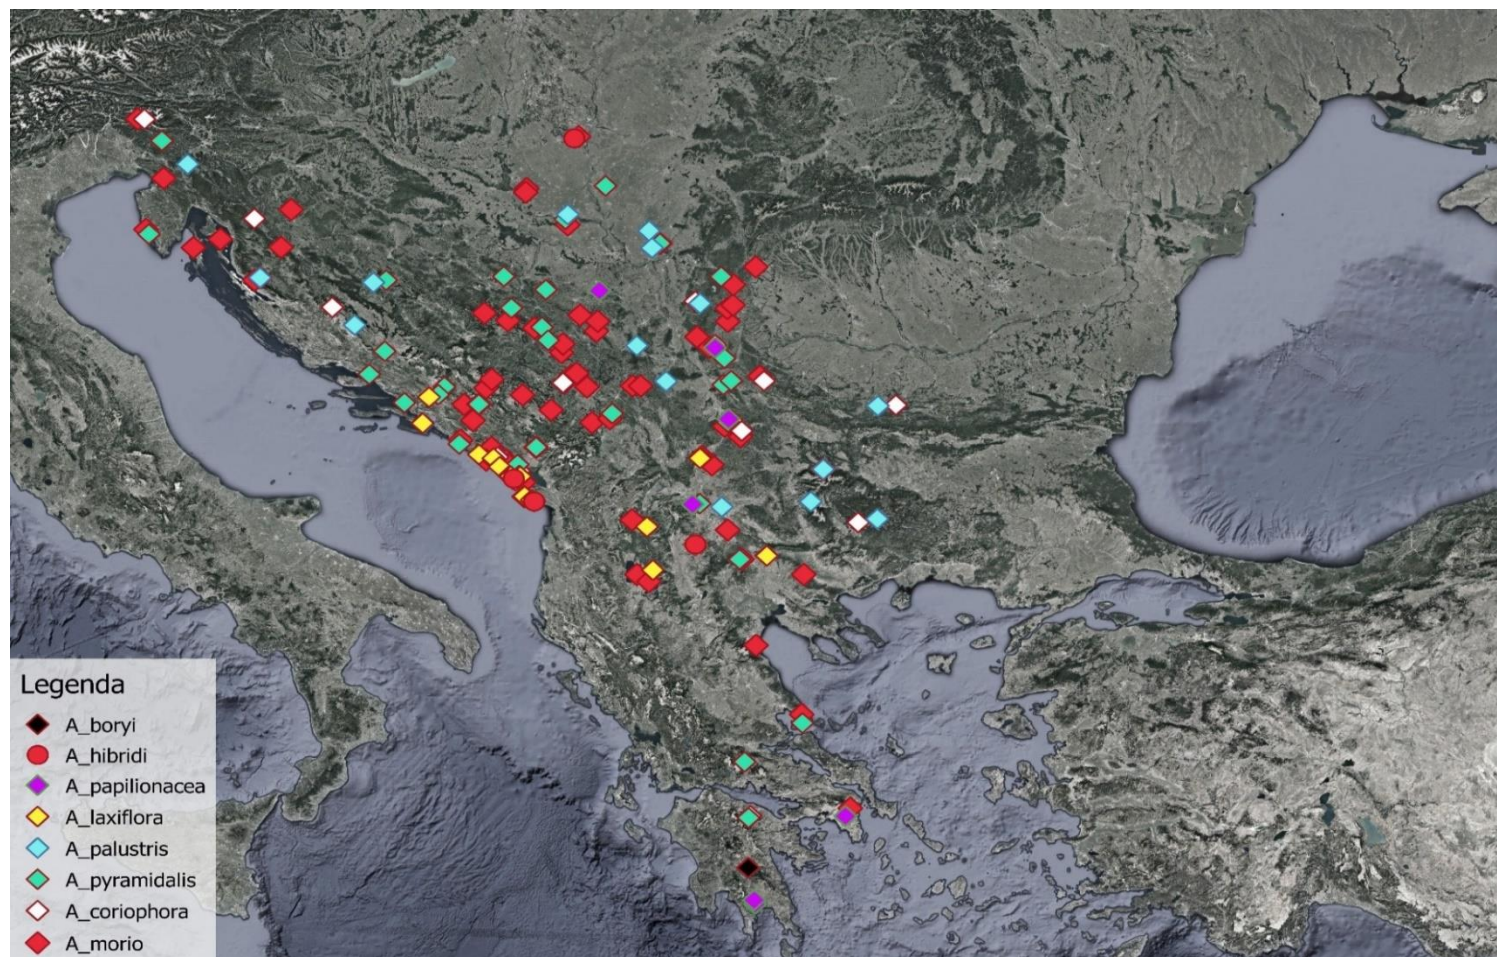 Legenda
A_boryi
A_hibridi
A_papilionacea
A_laxiflora
A_palustris
A_pyramidalis
A_coriophora
A_morio